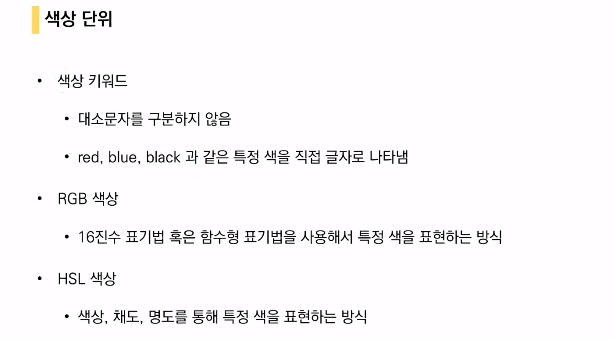 색상 단위
• 색상 키워드
• 대소문자를 구분하지 않음
• red, blue, black 과 같은 특정 색을 직접 글자로 나타냄
• RGB 색상
• 16진수 표기법 혹은 함수형 표기법을 사용해서 특정 색을 표현하는 방식
• HSL 색상
• 색상, 채도, 명도를 통해 특정 색을 표현하는 방식